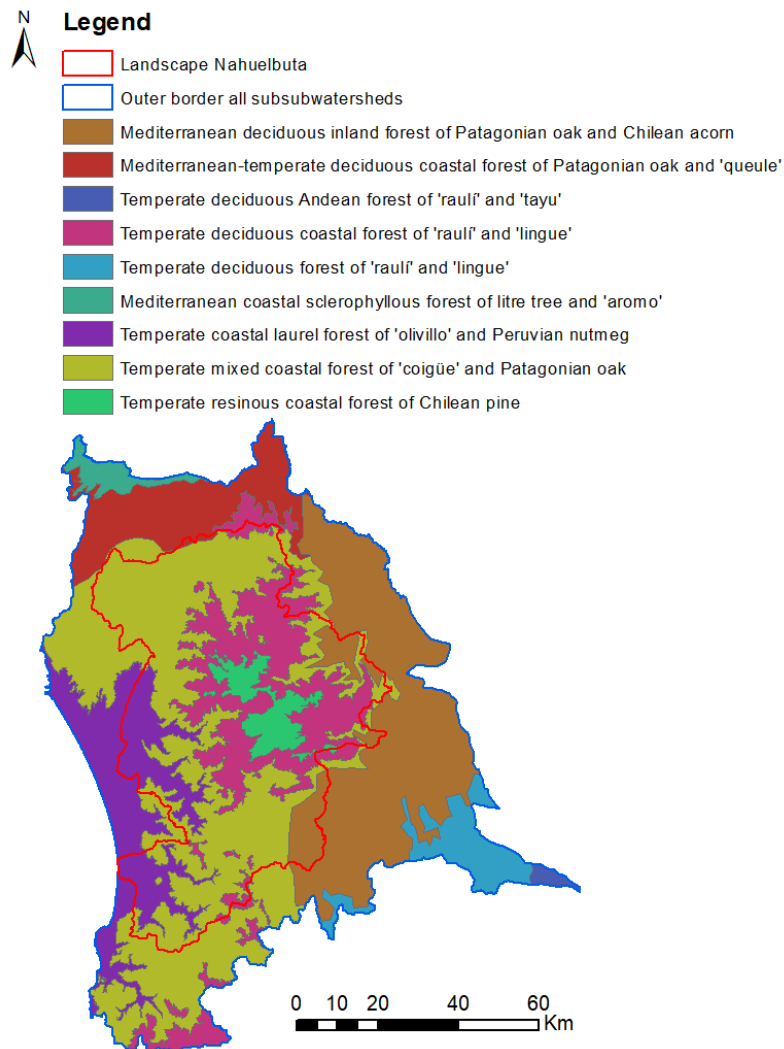 N
Legend
Landscape Nahuelbuta
Outer border all subsubwatersheds
Mediterranean deciduous inland forest of Patagonian oak and Chilean acorn
Mediterranean-temperate deciduous coastal forest of Patagonian oak and 'queule'
Temperate deciduous Andean forest of 'raulí' and 'tayu'
Temperate deciduous coastal forest of 'raulí' and 'lingue'
Temperate deciduous forest of 'raulí' and 'lingue'
Mediterranean coastal sclerophyllous forest of litre tree and 'aromo'
Temperate coastal laurel forest of 'olivillo' and Peruvian nutmeg
Temperate mixed coastal forest of 'coigüe' and Patagonian oak
Temperate resinous coastal forest of Chilean pine
0 10 20 40 60
Km